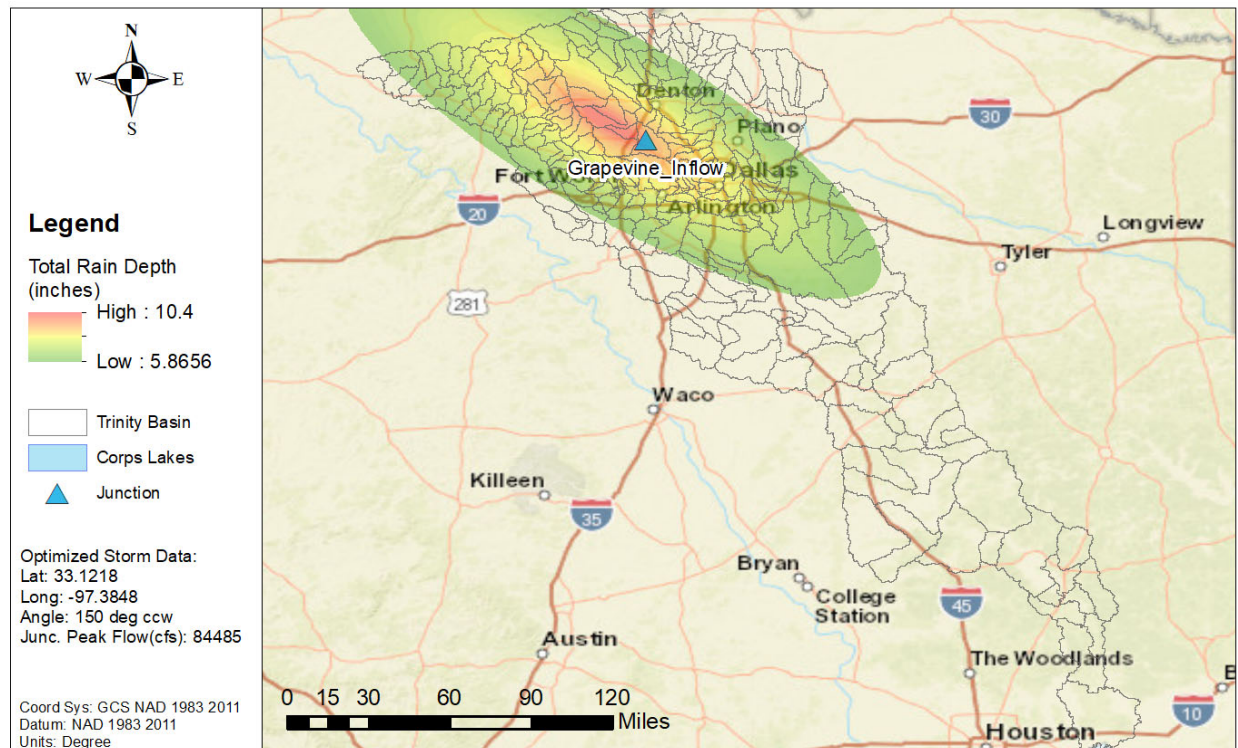 N
W
E
S
Legend
Total Rain Depth
(inches)
High : 10.4
Low : 5.8656
Trinity Basin
Corps Lakes
Junction
Optimized Storm Data:
Lat: 33.1218
Long: -97.3848
Angle: 150 deg ccw
Junc. Peak Flow(cfs): 84485
Coord Sys: GCS NAD 1983 2011
Datum: NAD 1983 2011
Units: Degree
Denton
30
Plano
Grapevine_Inflow
Dallas
Fort Worth
Arlington
20
Longview
Tyler
281
Waco
Killeen
35
Bryan
College
Station
45
Austin
The Woodlands
B
10
Houston
0 15 30 60 90 120
Miles